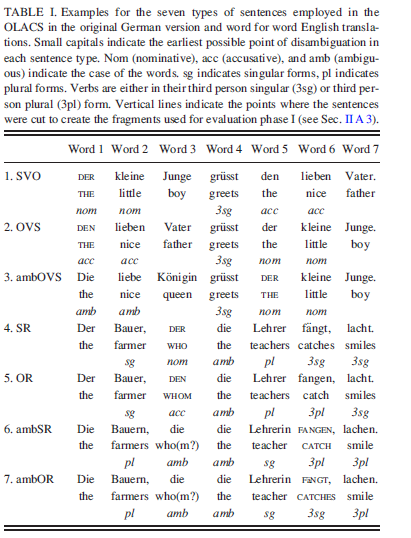 TABLE I. Examples for the seven types of sentences employed in the
OLACS in the original German version and word for word English transla-
tions. Small capitals indicate the earliest possible point of disambiguation in
each sentence type. Nom (nominative), acc (accusative), and amb (ambigu-
ous) indicate the case of the words. sg indicates singular forms, pl indicates
plural forms. Verbs are either in their third person singular (3sg) or third per-
son plural (3pl) form. Vertical lines indicate the points where the sentences
were cut to create the fragments used for evaluation phase I (see Sec. II A 3).
Word 1 Word 2 Word 3 Word 4 Word 5 Word 6 Word 7
1. SVO DER kleine Junge grüsst den lieben Vater.
THE little boy greets the nice father
nom nom 3sg acc acc
2. OVS DEN lieben Vater grüsst der kleine Junge.
THE nice father greets the little boy
acc acc 3sg nom nom
3. ambOVS Die liebe Königin grüsst DER kleine Junge.
the nice queen greets THE little boy
amb amb 3sg nom nom
4. SR Der Bauer, DER die Lehrer fängt, lacht.
the farmer WHO the teachers catches smiles
sg nom amb pl 3sg 3sg
5. OR Der Bauer, DEN die Lehrer fangen, lacht.
the farmer WHOM the teachers catch smiles
sg acc amb pl 3pl 3sg
6. ambSR Die Bauern, die die Lehrerin FANGEN, lachen.
the farmers who(m?) the teacher CATCH smile
pl amb amb sg 3pl 3pl
7. ambOR Die Bauern, die die Lehrerin FäNGT, lachen.
the farmers who(m?) the teacher CATCHES smile
pl amb amb sg 3sg 3pl